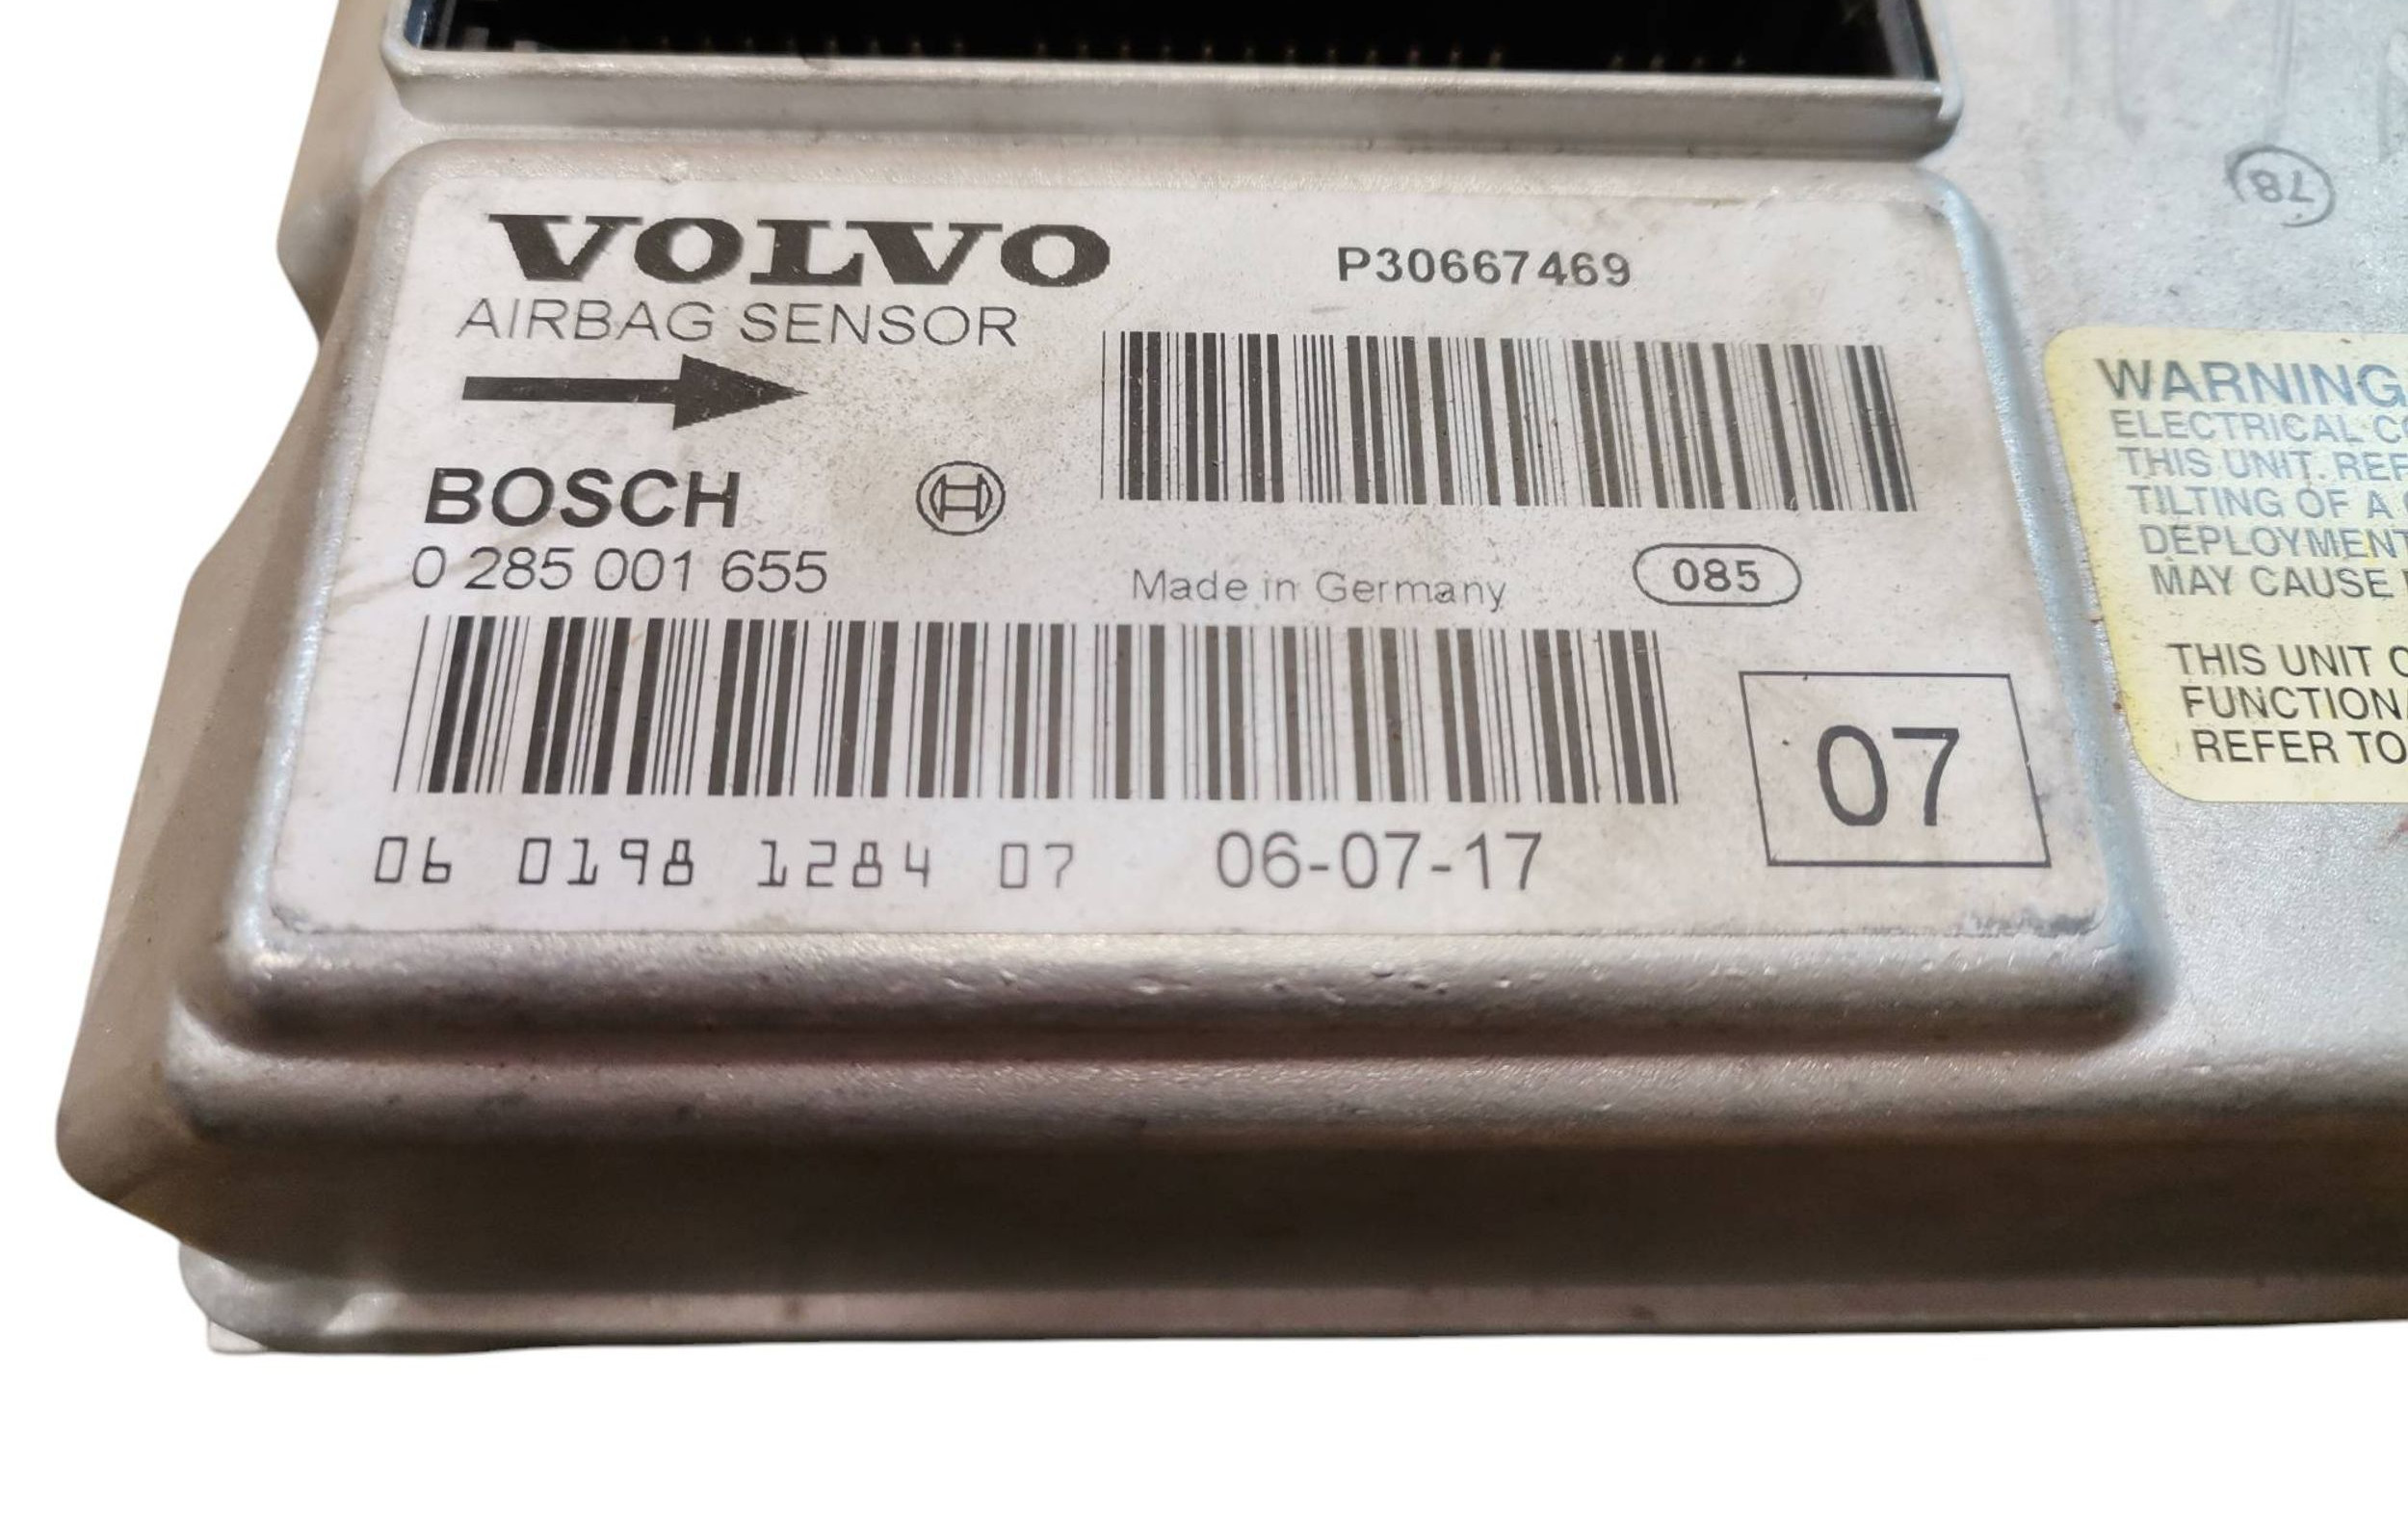 VOLVO
P30667469
AIRBAG SENSOR
BOSCH
0 285 001 655
Made in Germany
085
07
06 0198 1284 07
06-07-17
78
WARNING
ELECTRICAL
THIS UNIT. REF
TILTING OF A
DEPLOYMENT
MAY CAUSE
THIS UNIT
FUNCTION
REFER TO